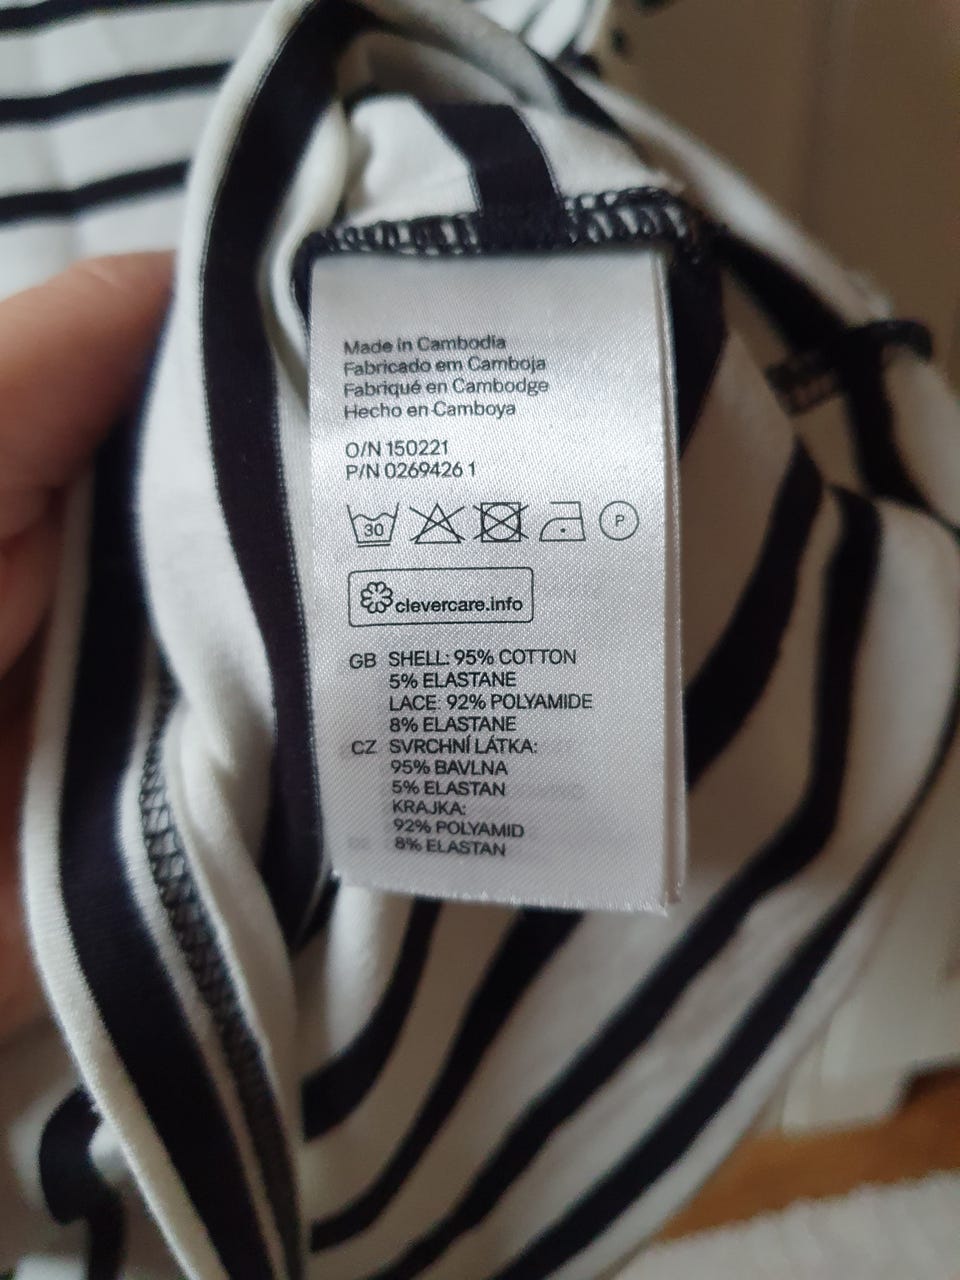 Made in Cambodia
Fabricado em Camboja
Fabriqué en Cambodge
Hecho en Camboya
O/N 150221
P/N 0269426 1
30 P
clevercare.info
GB SHELL: 95% COTTON
5% ELASTANE
LACE: 92% POLYAMIDE
8% ELASTANE
CZ SVRCHNÍ LÁTKA:
95% BAVLNA
5% ELASTAN
KRAJKA:
92% POLYAMID
8% ELASTAN